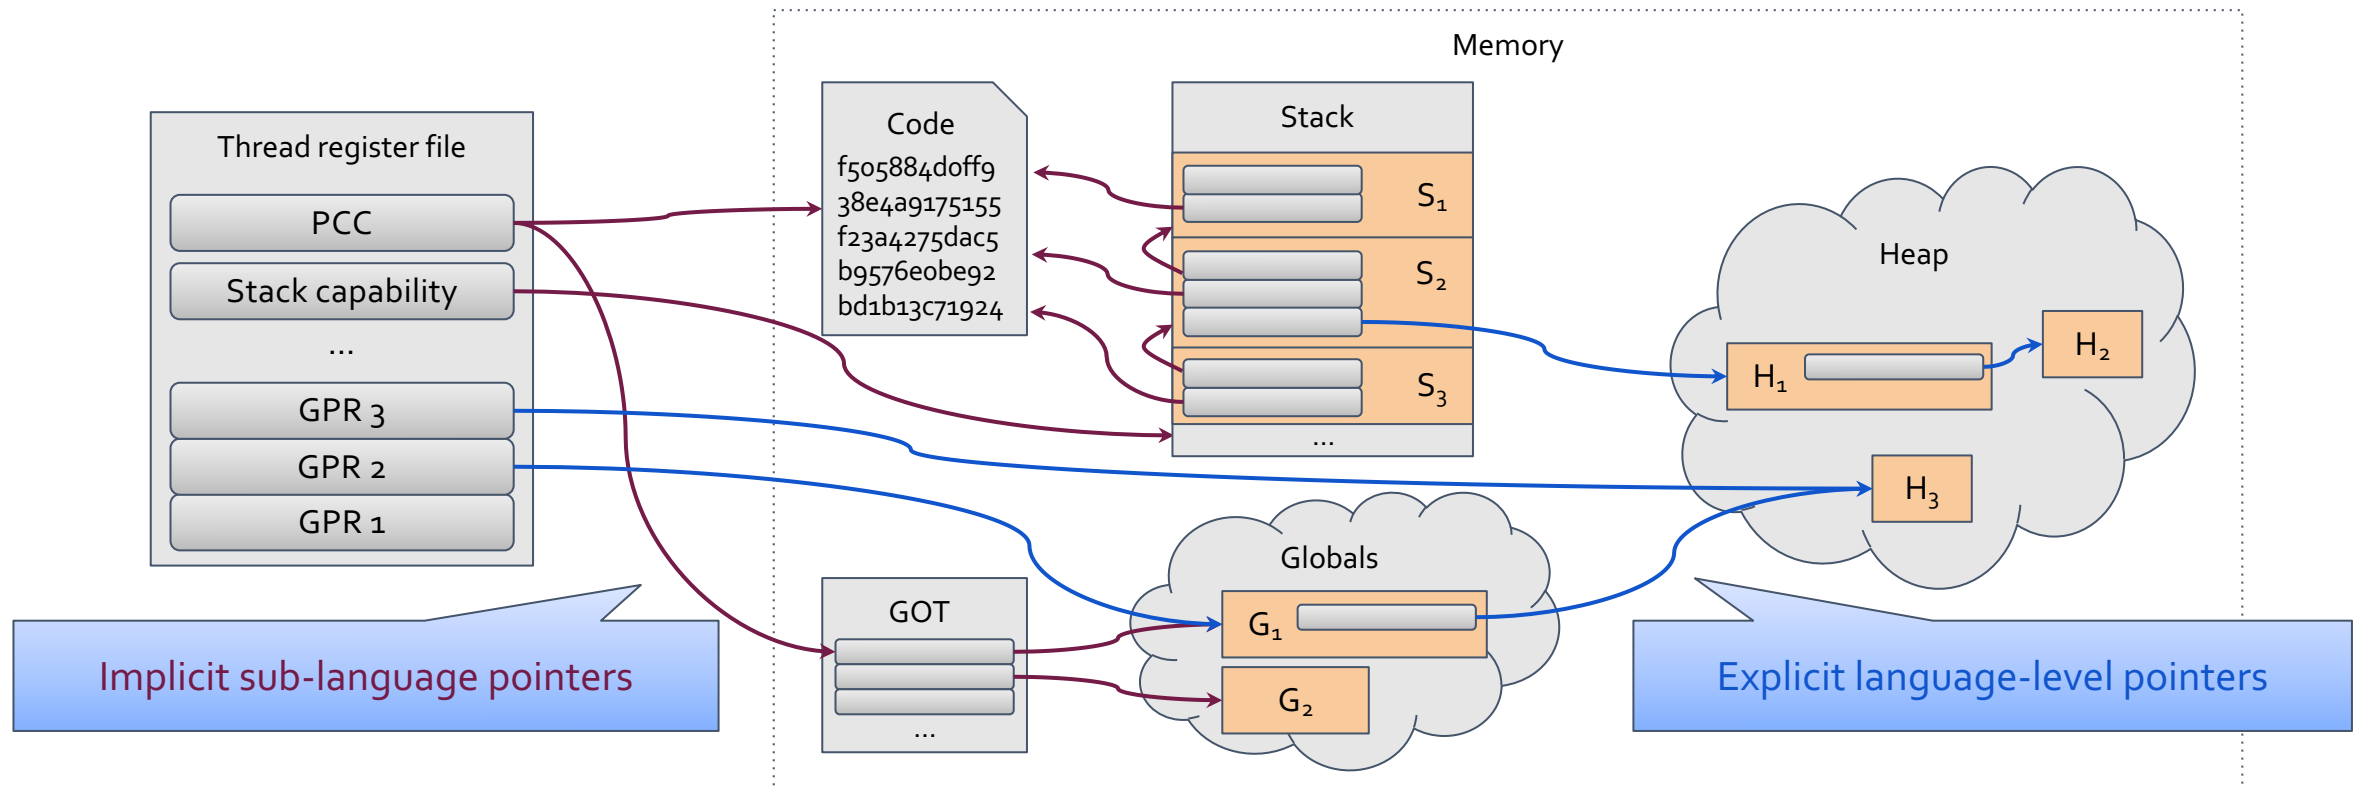 Memory
Thread register file
PCC
Stack capability
...
GPR 3
GPR 2
GPR 1
Code
f505884d0ff9
38e4a9175155
f23a4275dac5
b9576e0be92
bd1b13c71924
Stack
S₁
S₂
S₃
...
Heap
H₁
H₂
H₃
Globals
G₁
G₂
GOT
...
Implicit sub-language pointers
Explicit language-level pointers